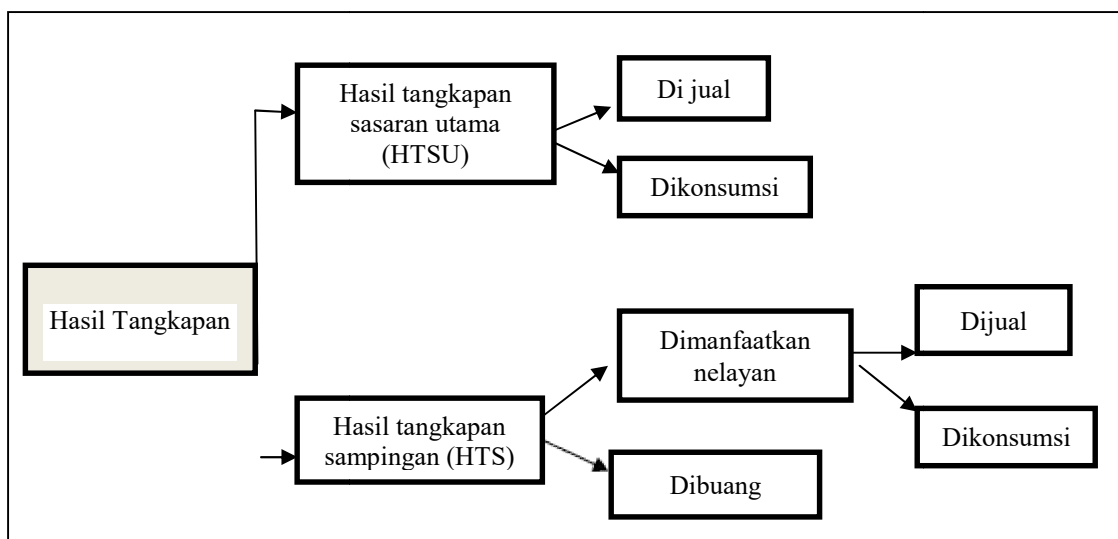 Hasil tangkapan
sasaran utama
(HTSU)
Di jual
Dikonsumsi
Hasil Tangkapan
Dimanfaatkan
nelayan
Dijual
Dikonsumsi
Hasil tangkapan
sampingan (HTS)
Dibuang